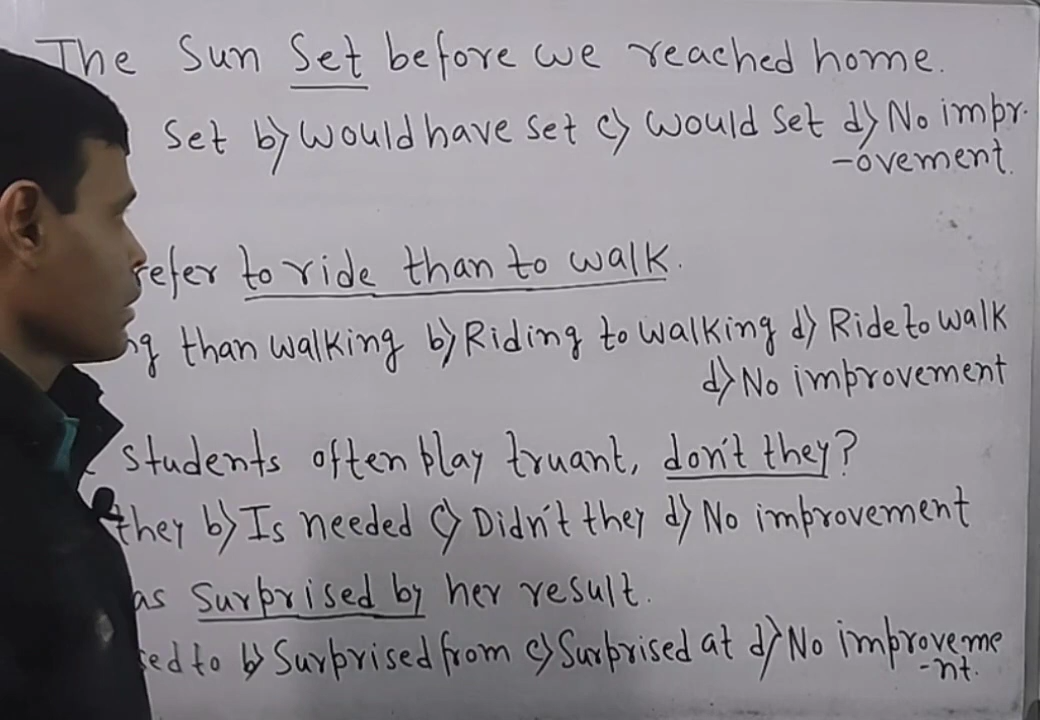 The Sun Set before we reached home.
Set b) Would have set c) Would Set d) No impr-
-ovement.
to ride than to walk.
than walking b) Riding to walking d) Ride to walk
d) No improvement
students often play truant, don't they?
they b) Is needed c) Didn't they d) No improvement
Surprised by her result.
to b) Surprised from c) Surprised at d) No improveme
-nt.